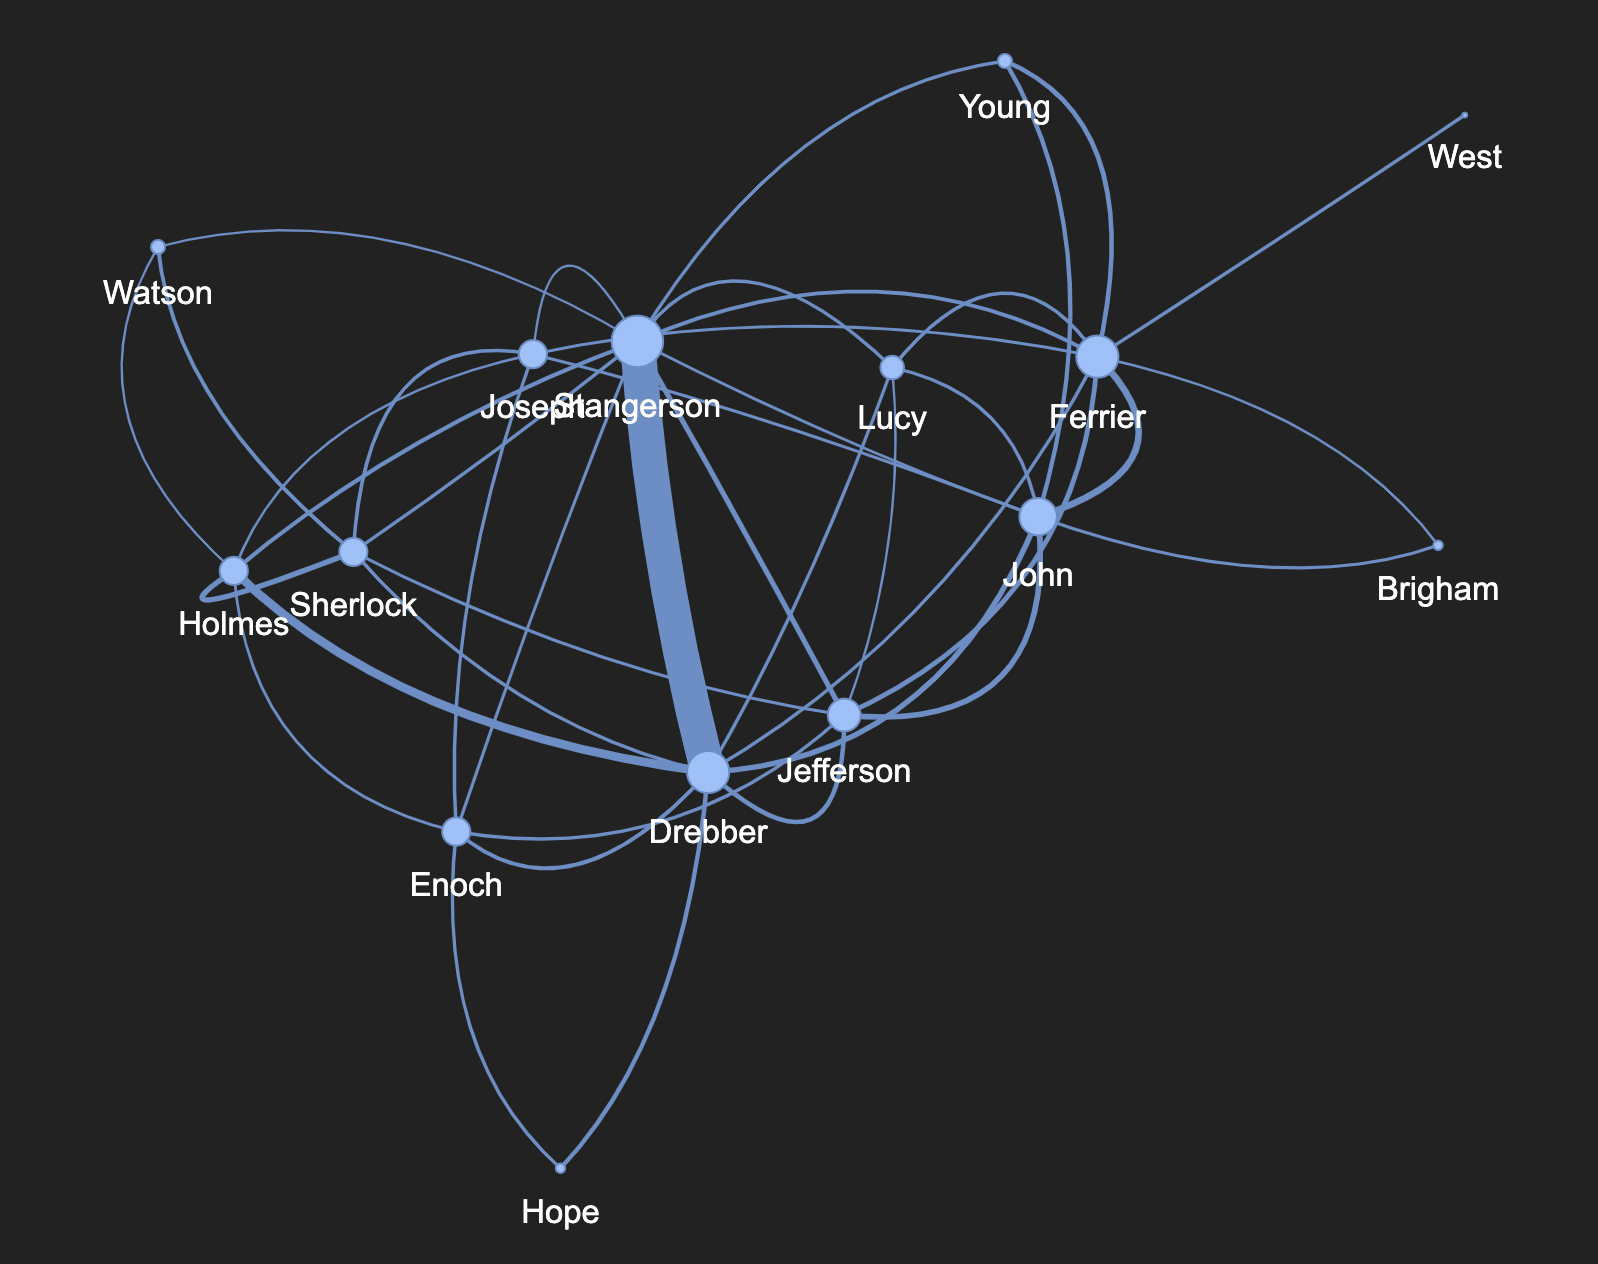 Young
West
Watson
Joseph
Stangerson
Lucy
Ferrier
John
Brigham
Sherlock
Holmes
Jefferson
Drebber
Enoch
Hope